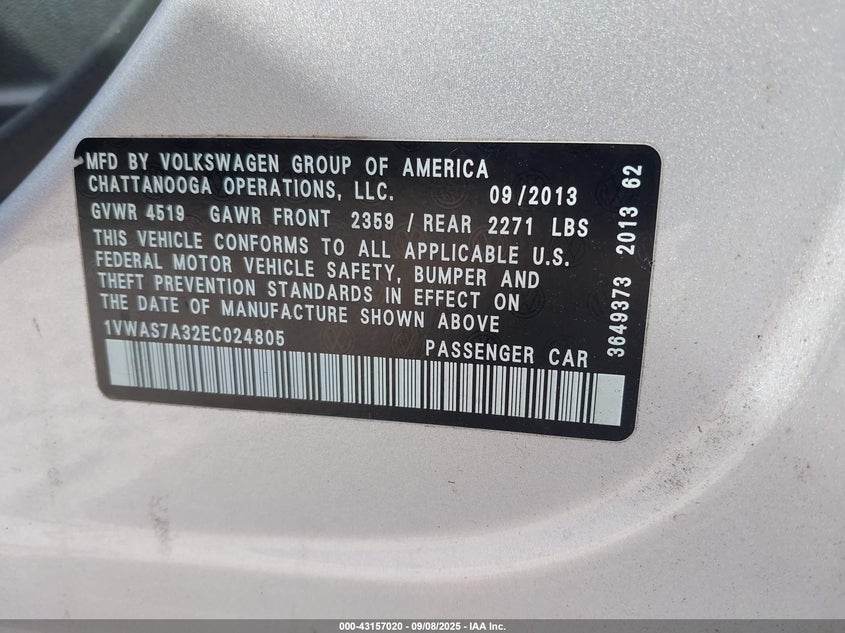 MFD BY VOLKSWAGEN GROUP OF AMERICA
CHATTANOOGA OPERATIONS, LLC. 09/2013
GVWR 4519 GAWR FRONT 2359 / REAR 2271 LBS
THIS VEHICLE CONFORMS TO ALL APPLICABLE U.S.
FEDERAL MOTOR VEHICLE SAFETY, BUMPER AND
THEFT PREVENTION STANDARDS IN EFFECT ON
THE DATE OF MANUFACTURE SHOWN ABOVE
1VWAS7A32EC024805 PASSENGER CAR
3649373 2013 62
000-43157020 - 09/08/2025 - IAA Inc.